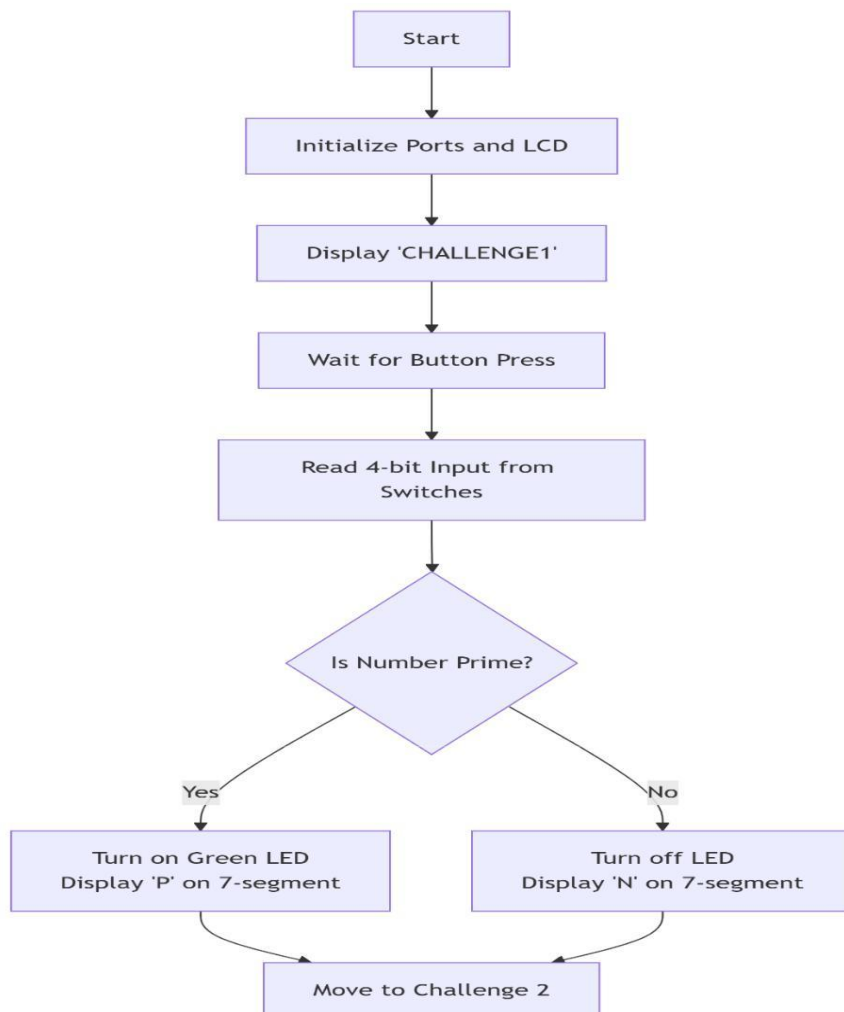 Start
Initialize Ports and LCD
Display 'CHALLENGE1'
Wait for Button Press
Read 4-bit Input from
Switches
Is Number Prime?
Yes
No
Turn on Green LED
Display 'P' on 7-segment
Turn off LED
Display 'N' on 7-segment
Move to Challenge 2